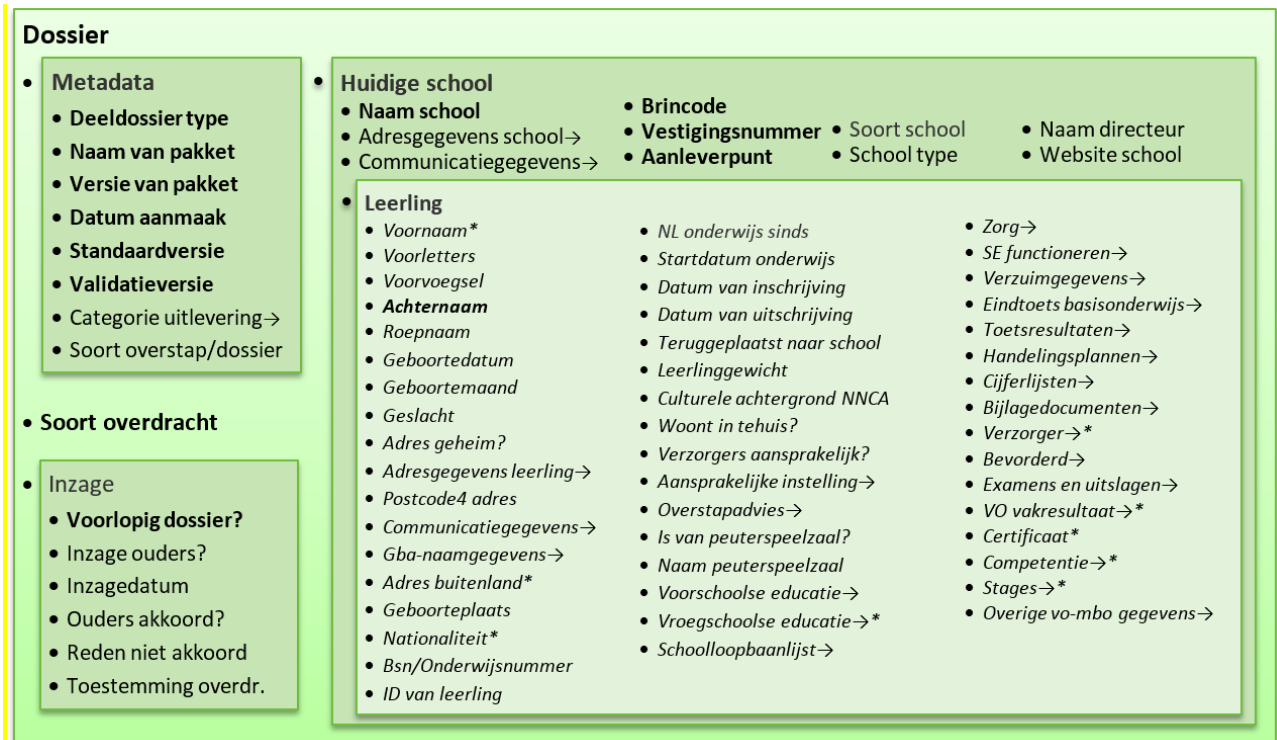 Dossier
• Metadata
• Deeldossier type
• Naam van pakket
• Versie van pakket
• Datum aanmaak
• Standaardversie
• Validatieversie
• Categorie uitlevering→
• Soort overstap/dossier
• Soort overdracht
• Inzage
• Voorlopig dossier?
• Inzage ouders?
• Inzagedatum
• Ouders akkoord?
• Reden niet akkoord
• Toestemming overdr.
• Huidige school
• Naam school
• Adresgegevens school→
• Communicatiegegevens→
• Brincode
• Vestigingsnummer
• Aanleverpunt
• Soort school
• School type
• Naam directeur
• Website school
• Leerling
• Voornaam*
• Voorletters
• Voorvoegsel
• Achternaam
• Roepnaam
• Geboortedatum
• Geboortemaand
• Geslacht
• Adres geheim?
• Adresgegevens leerling→
• Postcode4 adres
• Communicatiegegevens→
• Gba-naamgegevens→
• Adres buitenland*
• Geboorteplaats
• Nationaliteit*
• Bsn/Onderwijsnummer
• ID van leerling
• NL onderwijs sinds
• Startdatum onderwijs
• Datum van inschrijving
• Datum van uitschrijving
• Teruggeplaatst naar school
• Leerlinggewicht
• Culturele achtergrond NNCA
• Woont in tehuis?
• Verzorgers aansprakelijk?
• Aansprakelijke instelling→
• Overstapadvies→
• Is van peuterspeelzaal?
• Naam peuterspeelzaal
• Voorschoolse educatie→
• Vroegschoolse educatie→*
• Schoolloopbaanlijst→
• Zorg→
• SE functioneren→
• Verzuimgegevens→
• Eindtoets basisonderwijs→
• Toetsresultaten→
• Handelingsplannen→
• Cijferlijsten→
• Bijlagedocumenten→
• Verzorger→*
• Bevorderd→
• Examens en uitslagen→
• VO vakresultaat→*
• Certificaat*
• Competentie→*
• Stages→*
• Overige vo-mbo gegevens→